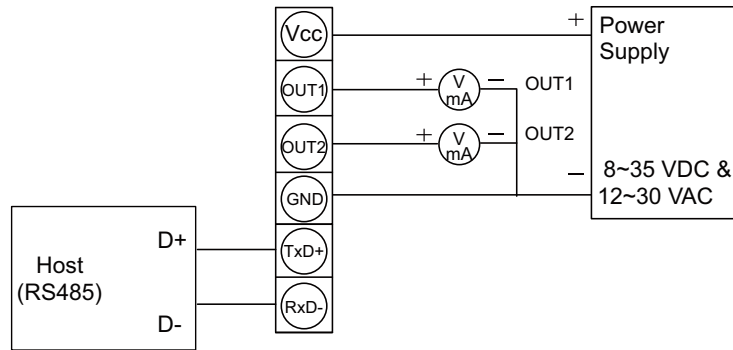 Vcc
OUT1
OUT2
GND
TxD+
RxD-
+
V
mA
−
OUT1
+
V
mA
−
OUT2
+
−
Power
Supply
8~35 VDC &
12~30 VAC
Host
(RS485)
D+
D-